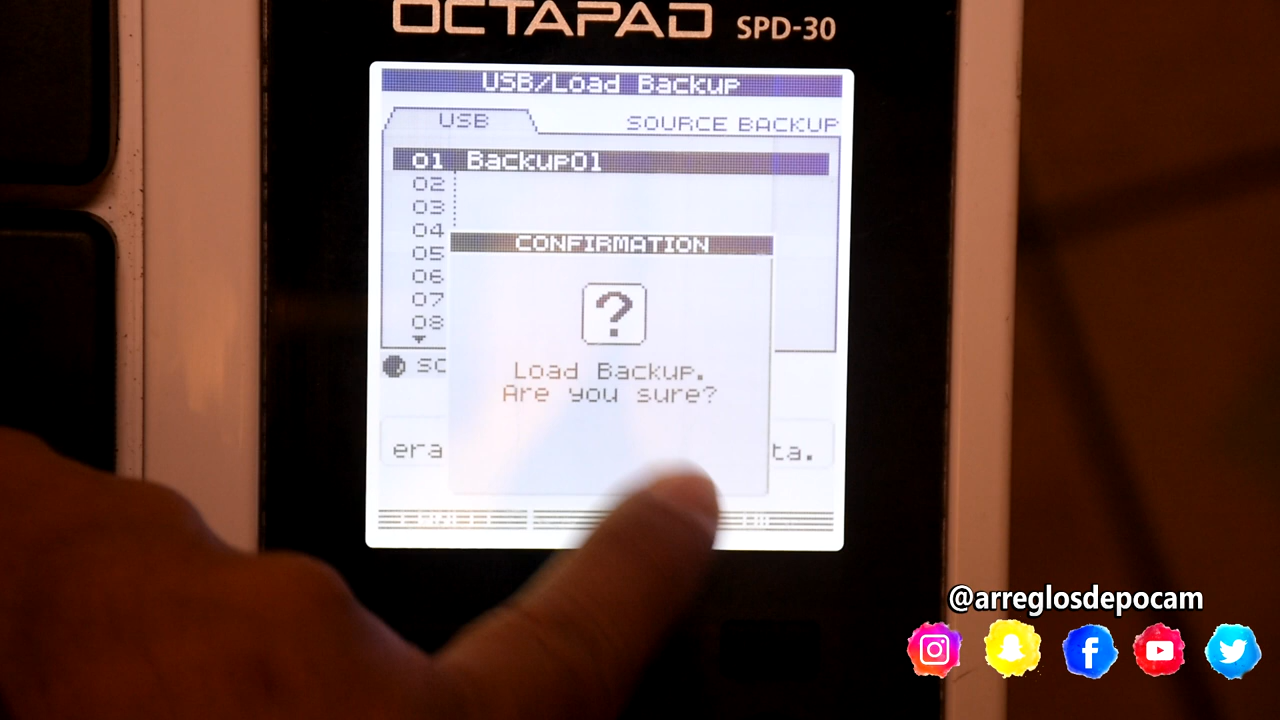 OCTAPAD SPD-30
USB/Load Backup
USB SOURCE BACKUP
01 Backup01
02
03
04
CONFIRMATION
05
06
07
?
08
Load Backup.
Are you sure?
@arreglosdepocam